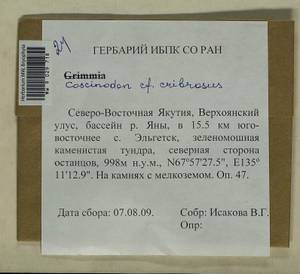 ГЕРБАРИЙ ИБПК СО РАН
24
Grimmia
Coscinodon cf. cribrosus
Северо-Восточная Якутия, Верхоянский
улус, бассейн р. Яны, в 15.5 км юго-
восточнее с. Эльгетск, зеленомошная
каменистая тундра, северная сторона
останцов, 998м н.у.м., N67°57'27.5", E135°
11'12.9". На камнях с мелкоземом. Оп. 47.
Дата сбора: 07.08.09.
Собр: Исакова В.Г.
Опр: